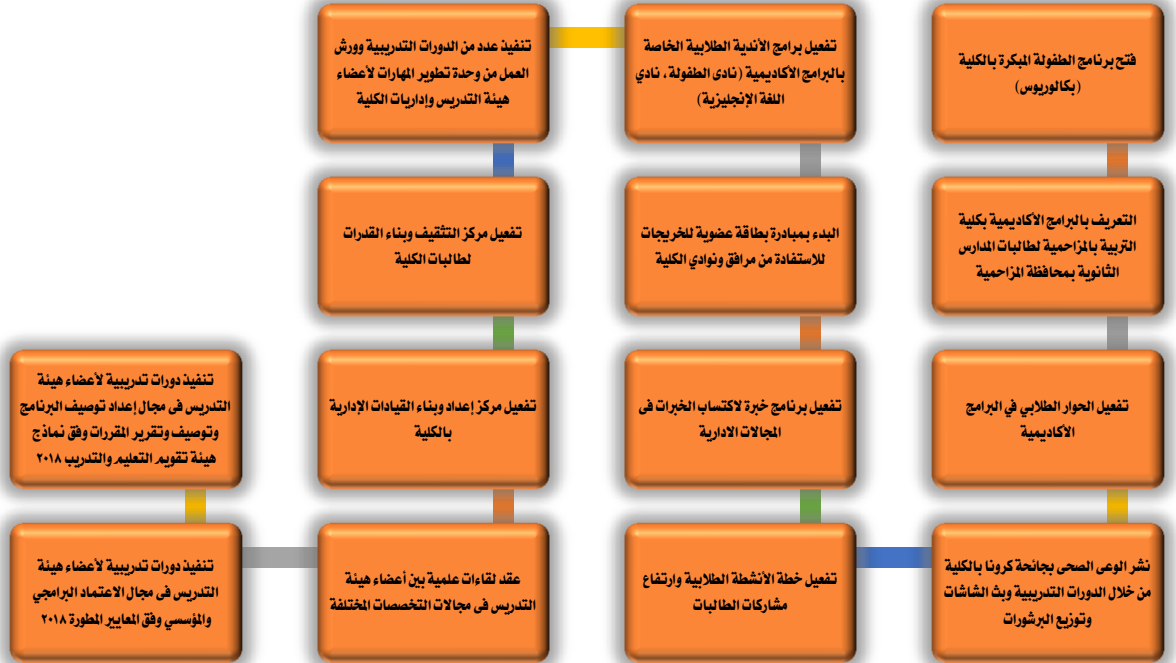 فتح برنامج الطفولة المبكرة بالكلية
(بكالوريوس)
التعريف بالبرامج الأكاديمية بكلية
التربية بالمزاحمية لطالبات المدارس
الثانوية بمحافظة المزاحمية
تفعيل الحوار الطلابي في البرامج
الأكاديمية
نشر الوعى الصحى بجانحة كرونا بالكلية
من خلال الدورات التدريبية وبث الشاشات
وتوزيع البرشورات
تفعيل خطة الأنشطة الطلابية وارتفاع
مشاركات الطالبات
تفعيل برنامج خبرة لاكتساب الخبرات فى
المجالات الادارية
البدء بمبادرة بطاقة عضوية للخريجات
للاستفادة من مرافق ونوادي الكلية
تفعيل برامج الأندية الطلابية الخاصة
بالبرامج الأكاديمية (نادى الطفولة، نادي
اللغة الإنجليزية)
تنفيذ عدد من الدورات التدريبية وورش
العمل من وحدة تطوير المهارات لأعضاء
هيئة التدريس وإداريات الكلية
تفعيل مركز التثقيف وبناء القدرات
لطالبات الكلية
تفعيل مركز إعداد وبناء القيادات الإدارية
بالكلية
عقد لقاءات علمية بين أعضاء هيئة
التدريس فى مجالات التخصصات المختلفة
تنفيذ دورات تدريبية لأعضاء هيئة
التدريس فى مجال الاعتماد البرامجي
والمؤسسي وفق المعايير المطورة ٢٠١٨
تنفيذ دورات تدريبية لأعضاء هيئة
التدريس فى مجال إعداد توصيف البرنامج
وتوصيف وتقرير المقررات وفق نماذج
هيئة تقويم التعليم والتدريب ٢٠١٨